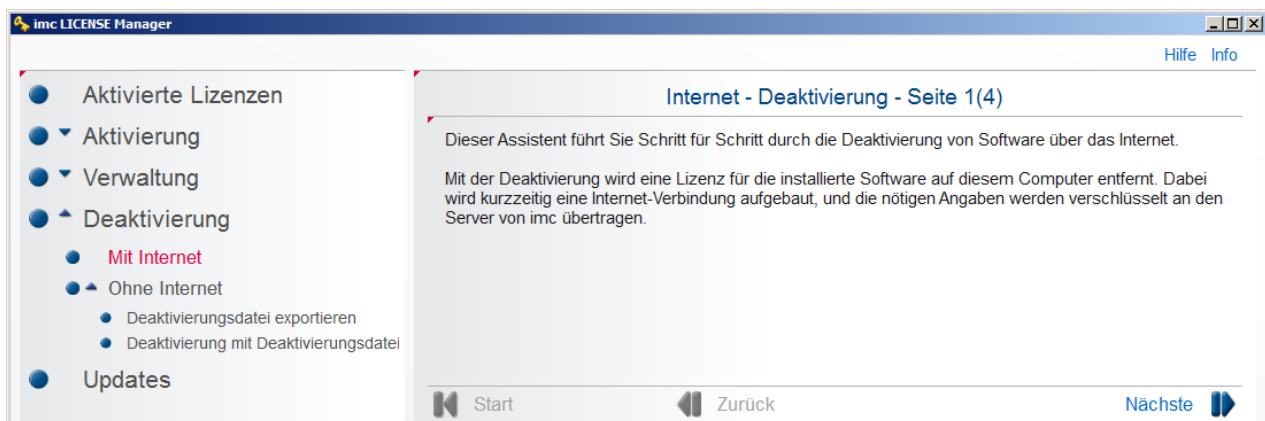 imc LICENSE Manager
Hilfe Info
Aktivierte Lizenzen
Aktivierung
Verwaltung
Deaktivierung
Mit Internet
Ohne Internet
Deaktivierungsdatei exportieren
Deaktivierung mit Deaktivierungsdatei
Updates
Internet - Deaktivierung - Seite 1(4)
Dieser Assistent führt Sie Schritt für Schritt durch die Deaktivierung von Software über das Internet.
Mit der Deaktivierung wird eine Lizenz für die installierte Software auf diesem Computer entfernt. Dabei
wird kurzzeitig eine Internet-Verbindung aufgebaut, und die nötigen Angaben werden verschlüsselt an den
Server von imc übertragen.
Start Zurück Nächste